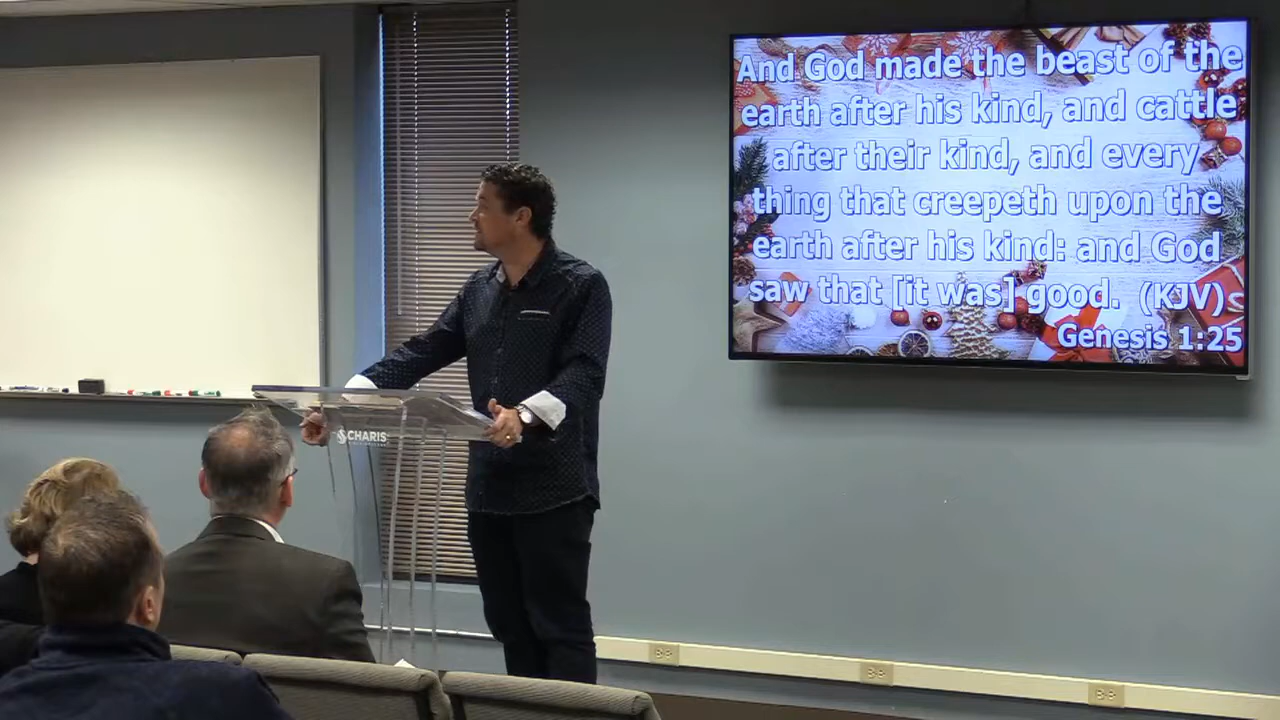 And God made the beast of the
earth after his kind, and cattle
after their kind, and every
thing that creepeth upon the
earth after his kind: and God
saw that [it was] good. (KJV)
Genesis 1:25
CHARIS